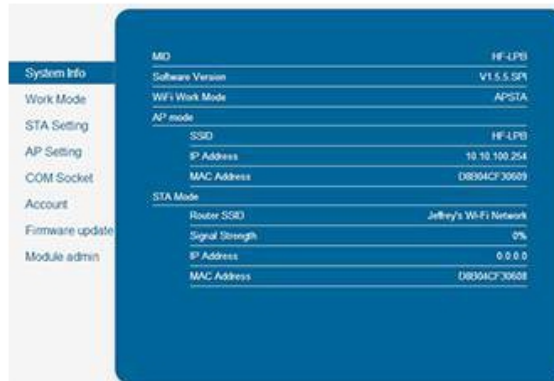 System Info
Work Mode
STA Setting
AP Setting
COM Socket
Account
Firmware update
Module admin
MID HF-LPB
Software Version V1.5.5.SPI
WiFi Work Mode APSTA
AP mode
SSID HF-LPB
IP Address 10.10.100.254
MAC Address D8B04CF30609
STA Mode
Router SSID Jeffrey's Wi-Fi Network
Signal Strength 0%
IP Address 0.0.0.0
MAC Address D8B04CF30608